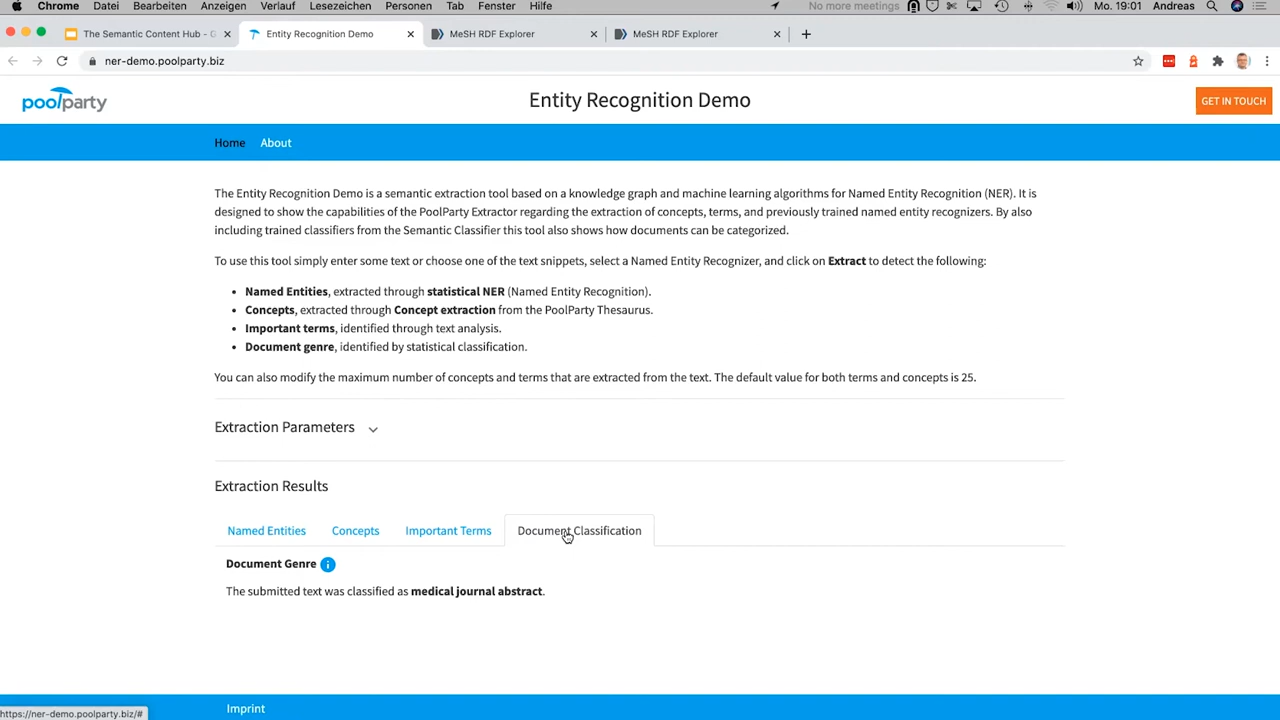 Chrome Datei Bearbeiten Anzeigen Verlauf Lesezeichen Personen Tab Fenster Hilfe No more meetings Mo. 19:01 Andreas
The Semantic Content Hub - Entity Recognition Demo MeSH RDF Explorer MeSH RDF Explorer
ner-demo.poolparty.biz
poolparty Entity Recognition Demo GET IN TOUCH
Home About
The Entity Recognition Demo is a semantic extraction tool based on a knowledge graph and machine learning algorithms for Named Entity Recognition (NER). It is
designed to show the capabilities of the PoolParty Extractor regarding the extraction of concepts, terms, and previously trained named entity recognizers. By also
including trained classifiers from the Semantic Classifier this tool also shows how documents can be categorized.
To use this tool simply enter some text or choose one of the text snippets, select a Named Entity Recognizer, and click on Extract to detect the following:
• Named Entities, extracted through statistical NER (Named Entity Recognition).
• Concepts, extracted through Concept extraction from the PoolParty Thesaurus.
• Important terms, identified through text analysis.
• Document genre, identified by statistical classification.
You can also modify the maximum number of concepts and terms that are extracted from the text. The default value for both terms and concepts is 25.
Extraction Parameters
Extraction Results
Named Entities Concepts Important Terms Document Classification
Document Genre i
The submitted text was classified as medical journal abstract.
Imprint
https://ner-demo.poolparty.biz/#